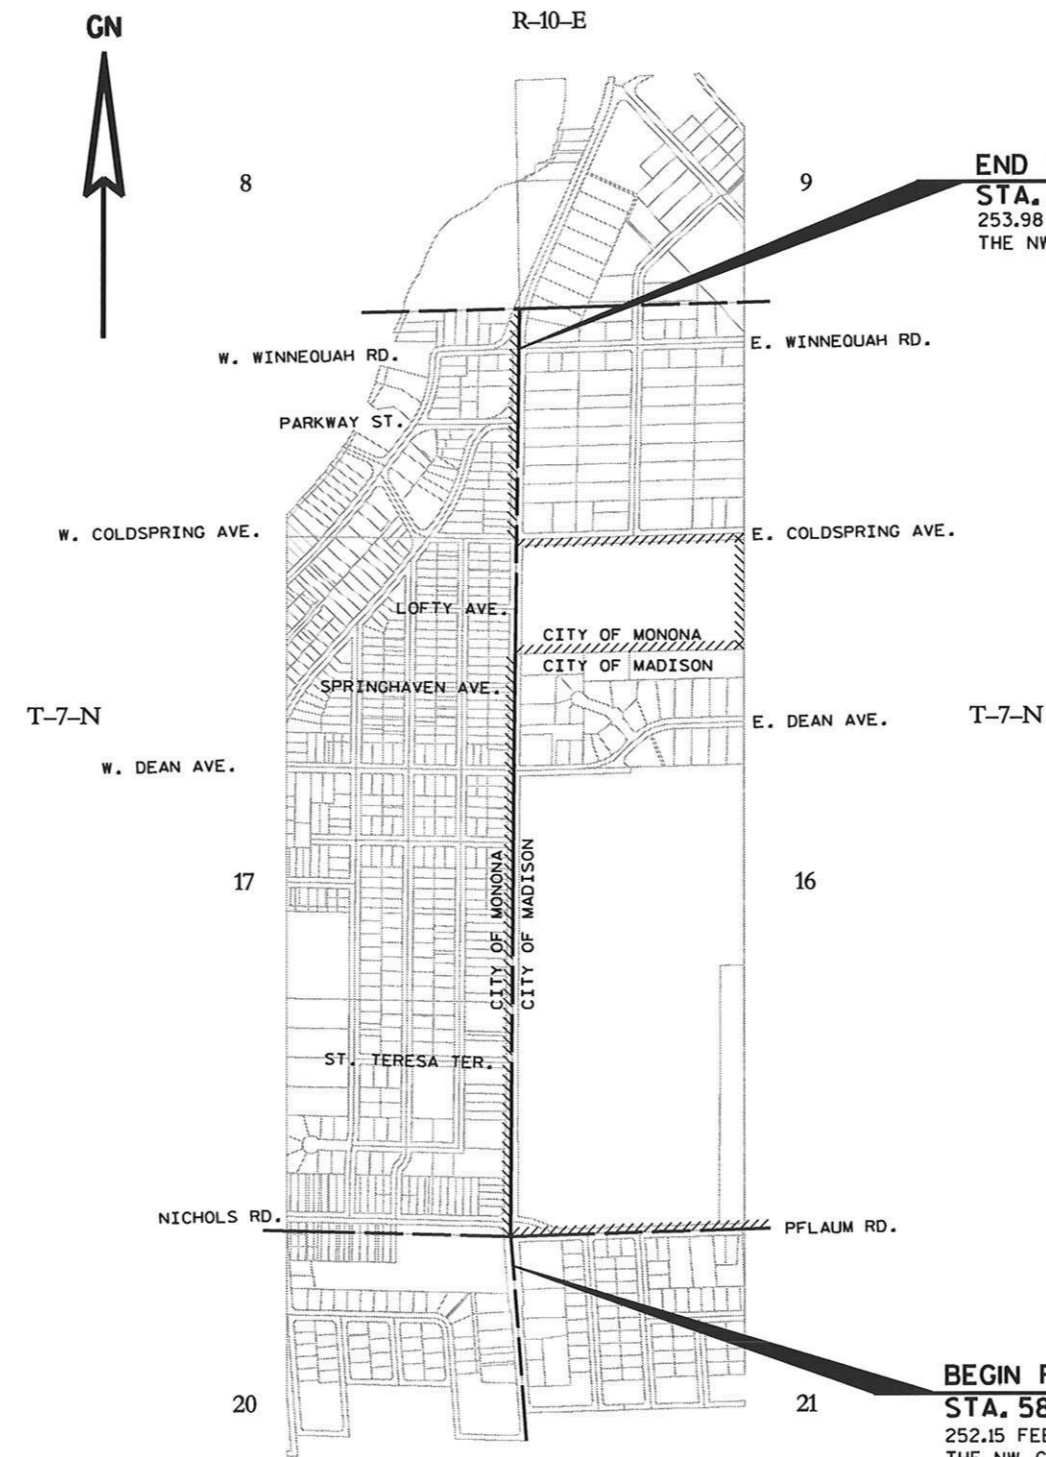 R-10-E
GN
8
9
END
STA.
253.98
THE NW
W. WINNEQUAH RD.
E. WINNEQUAH RD.
PARKWAY ST.
W. COLDSPRING AVE.
E. COLDSPRING AVE.
LOFTY AVE.
CITY OF MONONA
CITY OF MADISON
SPRINGHAVEN AVE.
T-7-N
E. DEAN AVE.
T-7-N
W. DEAN AVE.
CITY OF MONONA
CITY OF MADISON
17
16
ST. TERESA TER.
NICHOLS RD.
PFLAUM RD.
BEGIN
STA. 58
252.15 FEE
20
21